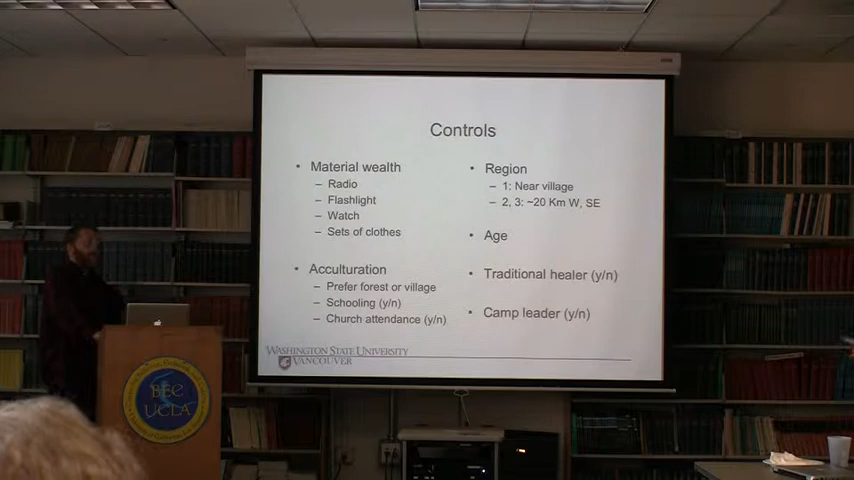 Controls
• Material wealth
– Radio
– Flashlight
– Watch
– Sets of clothes
• Acculturation
– Prefer forest or village
– Schooling (y/n)
– Church attendance (y/n)
• Region
– 1: Near village
– 2, 3: ~20 Km W, SE
• Age
• Traditional healer (y/n)
• Camp leader (y/n)
WASHINGTON STATE UNIVERSITY
VANCOUVER
BEC
UCLA